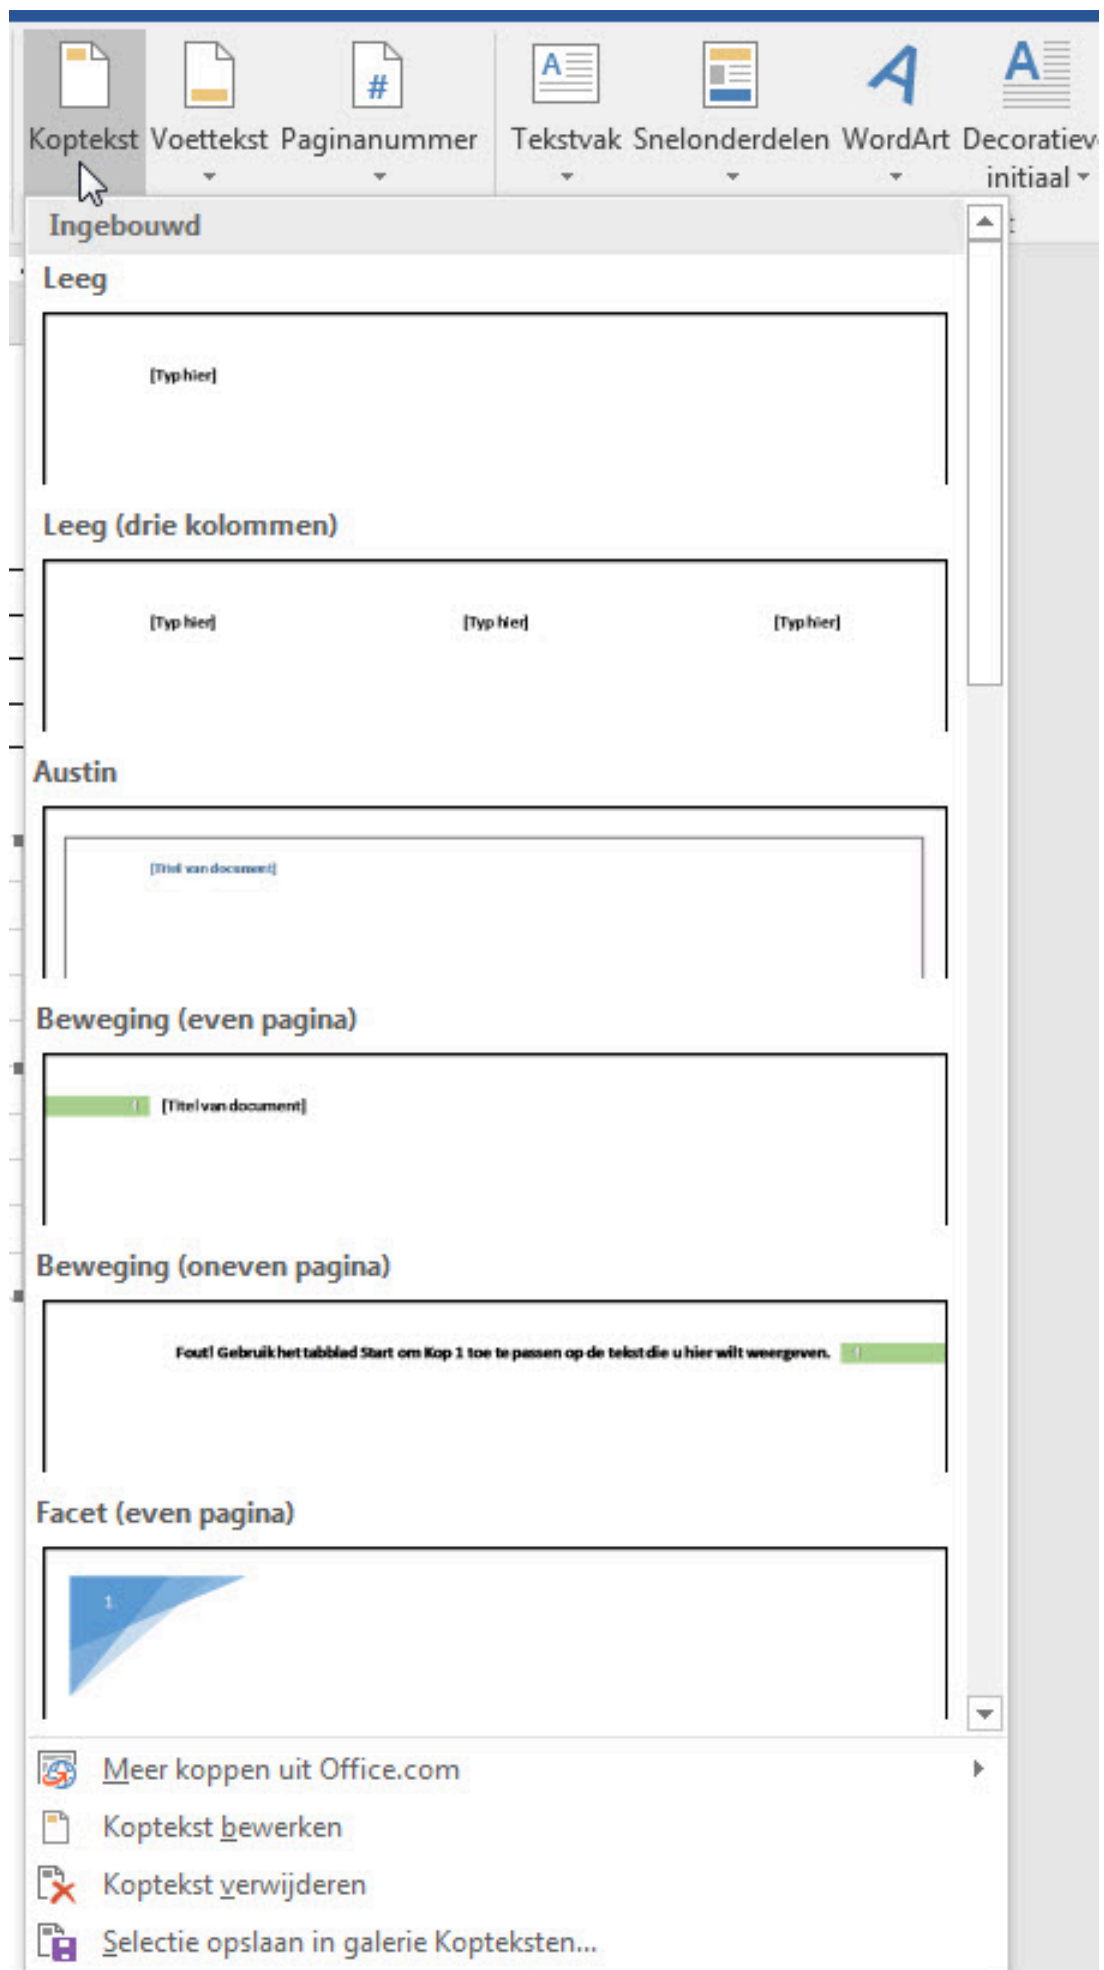 Koptekst Voettekst Paginanummer Tekstvak Snelonderdelen WordArt Decoratiev
initiaal
Ingebouwd
Leeg
[Typ hier]
Leeg (drie kolommen)
[Typ hier] [Typ hier] [Typ hier]
Austin
[Titel van document]
Beweging (even pagina)
[Titel van document]
Beweging (oneven pagina)
Fout! Gebruik het tabblad Start om Kop 1 toe te passen op de tekst die u hier wilt weergeven.
Facet (even pagina)
1.
Meer koppen uit Office.com
Koptekst bewerken
Koptekst verwijderen
Selectie opslaan in galerie Kopteksten...